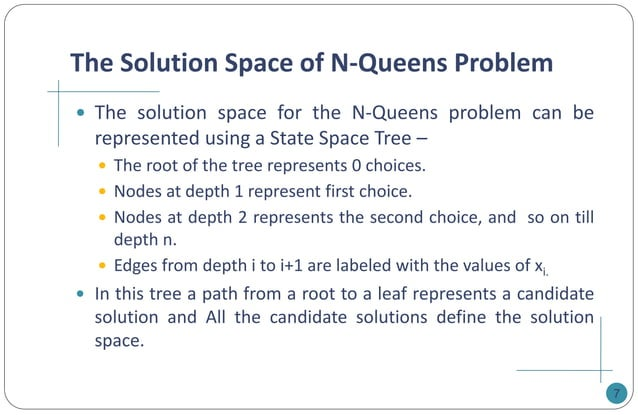 The Solution Space of N-Queens Problem
• The solution space for the N-Queens problem can be
represented using a State Space Tree –
• The root of the tree represents 0 choices.
• Nodes at depth 1 represent first choice.
• Nodes at depth 2 represents the second choice, and so on till
depth n.
• Edges from depth i to i+1 are labeled with the values of xi.
• In this tree a path from a root to a leaf represents a candidate
solution and All the candidate solutions define the solution
space.
7